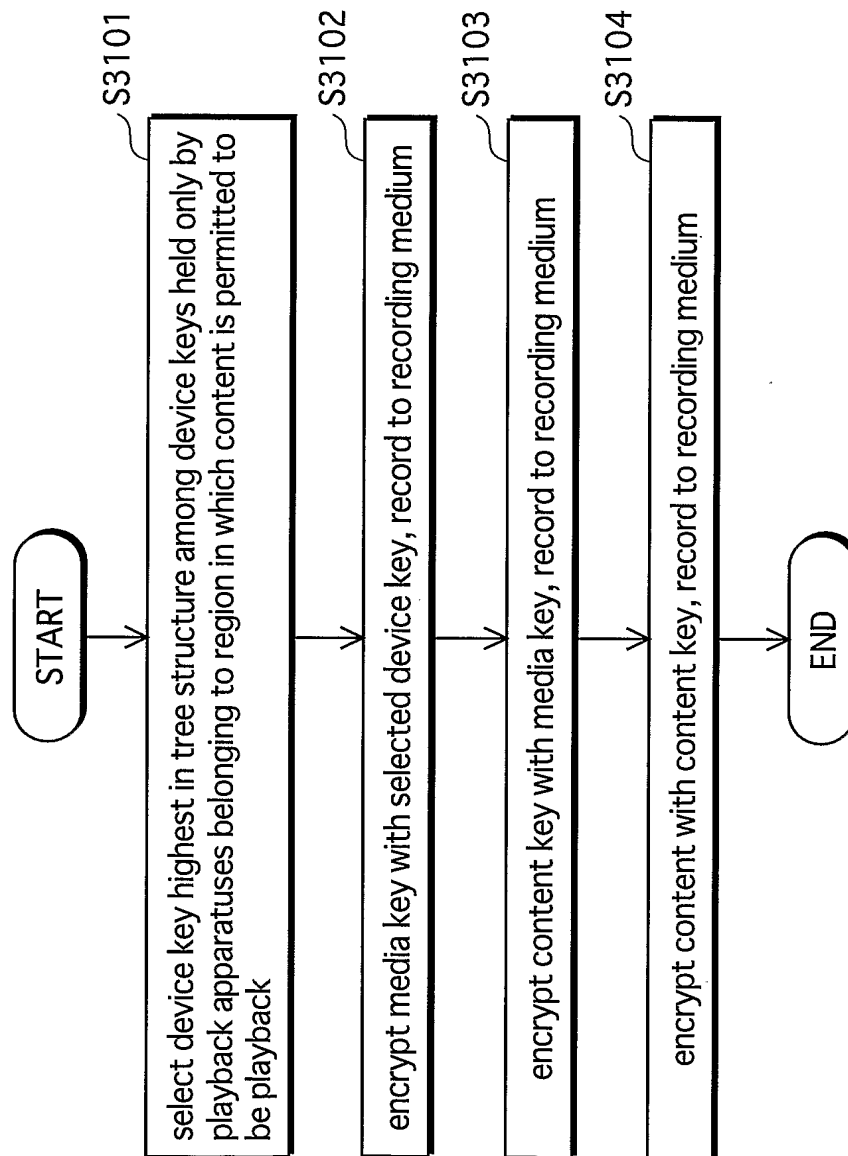 START
S3101
select device key highest in tree structure among device keys held only by
playback apparatuses belonging to region in which content is permitted to
be playback
S3102
encrypt media key with selected device key, record to recording medium
S3103
encrypt content key with media key, record to recording medium
S3104
encrypt content with content key, record to recording medium
END